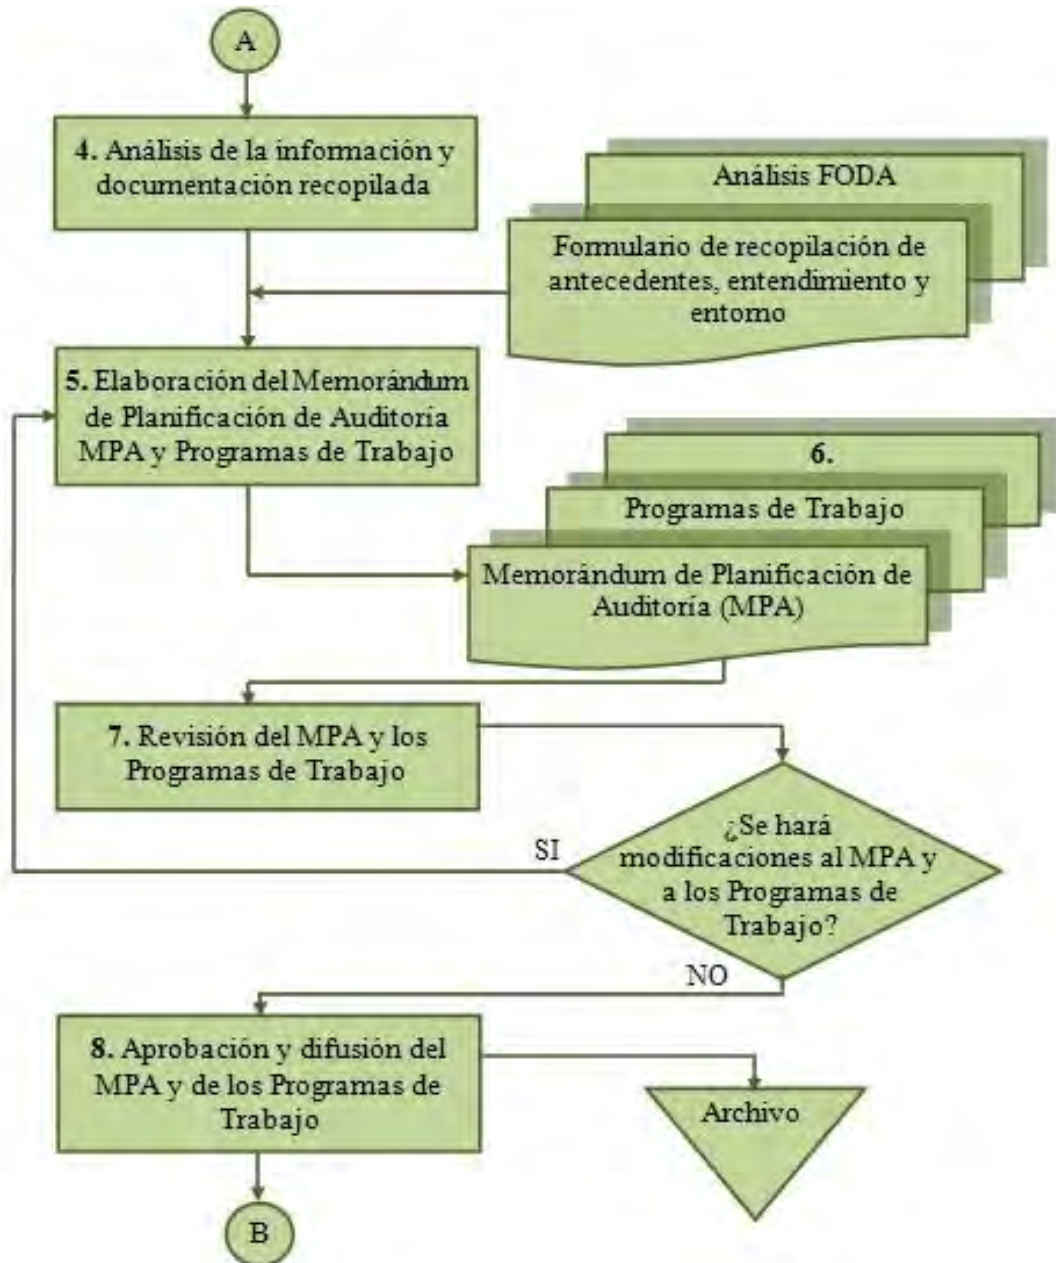 A
4. Análisis de la información y
documentación recopilada
Análisis FODA
Formulario de recopilación de
antecedentes, entendimiento y
entorno
5. Elaboración del Memorándum
de Planificación de Auditoría
MPA y Programas de Trabajo
6.
Programas de Trabajo
Memorándum de Planificación de
Auditoría (MPA)
7. Revisión del MPA y los
Programas de Trabajo
¿Se hará
modificaciones al MPA y
a los Programas de
Trabajo?
SI
NO
8. Aprobación y difusión del
MPA y de los Programas de
Trabajo
Archivo
B